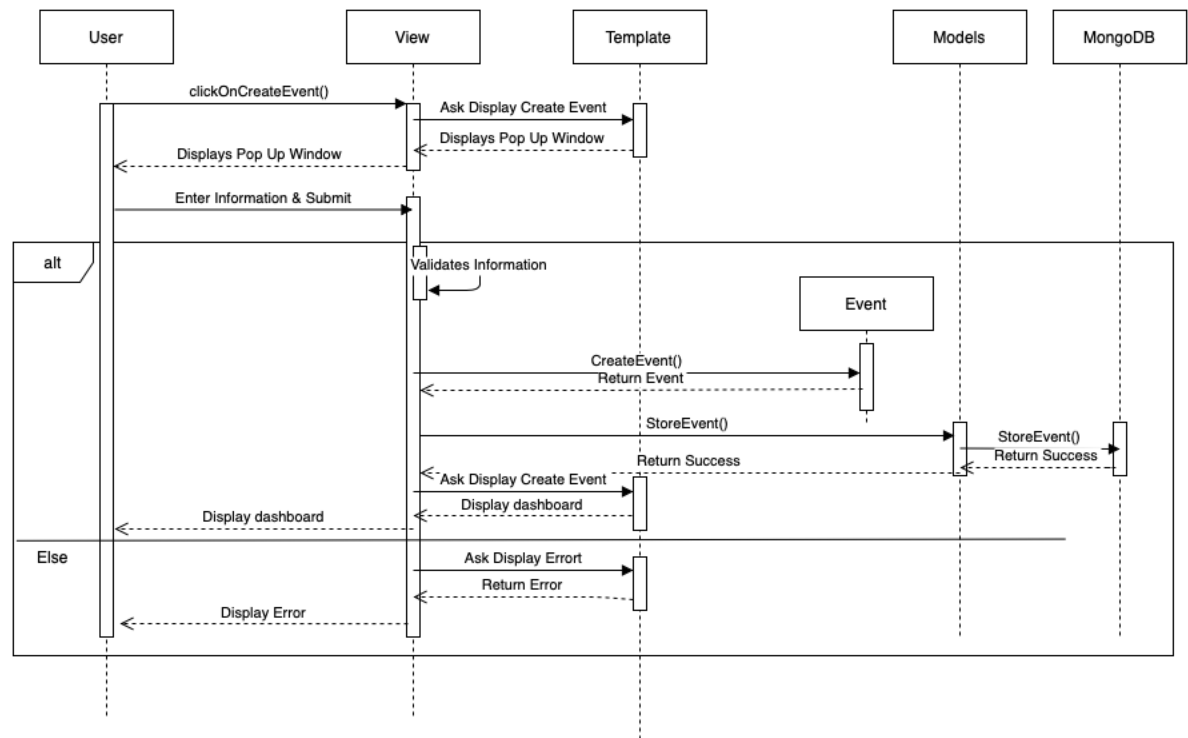 User
View
Template
Models
MongoDB
clickOnCreateEvent()
Ask Display Create Event
Displays Pop Up Window
Displays Pop Up Window
Enter Information & Submit
alt
Validates Information
Event
CreateEvent()
Return Event
StoreEvent()
StoreEvent()
Return Success
Return Success
Ask Display Create Event
Display dashboard
Display dashboard
Else
Ask Display Errort
Return Error
Display Error